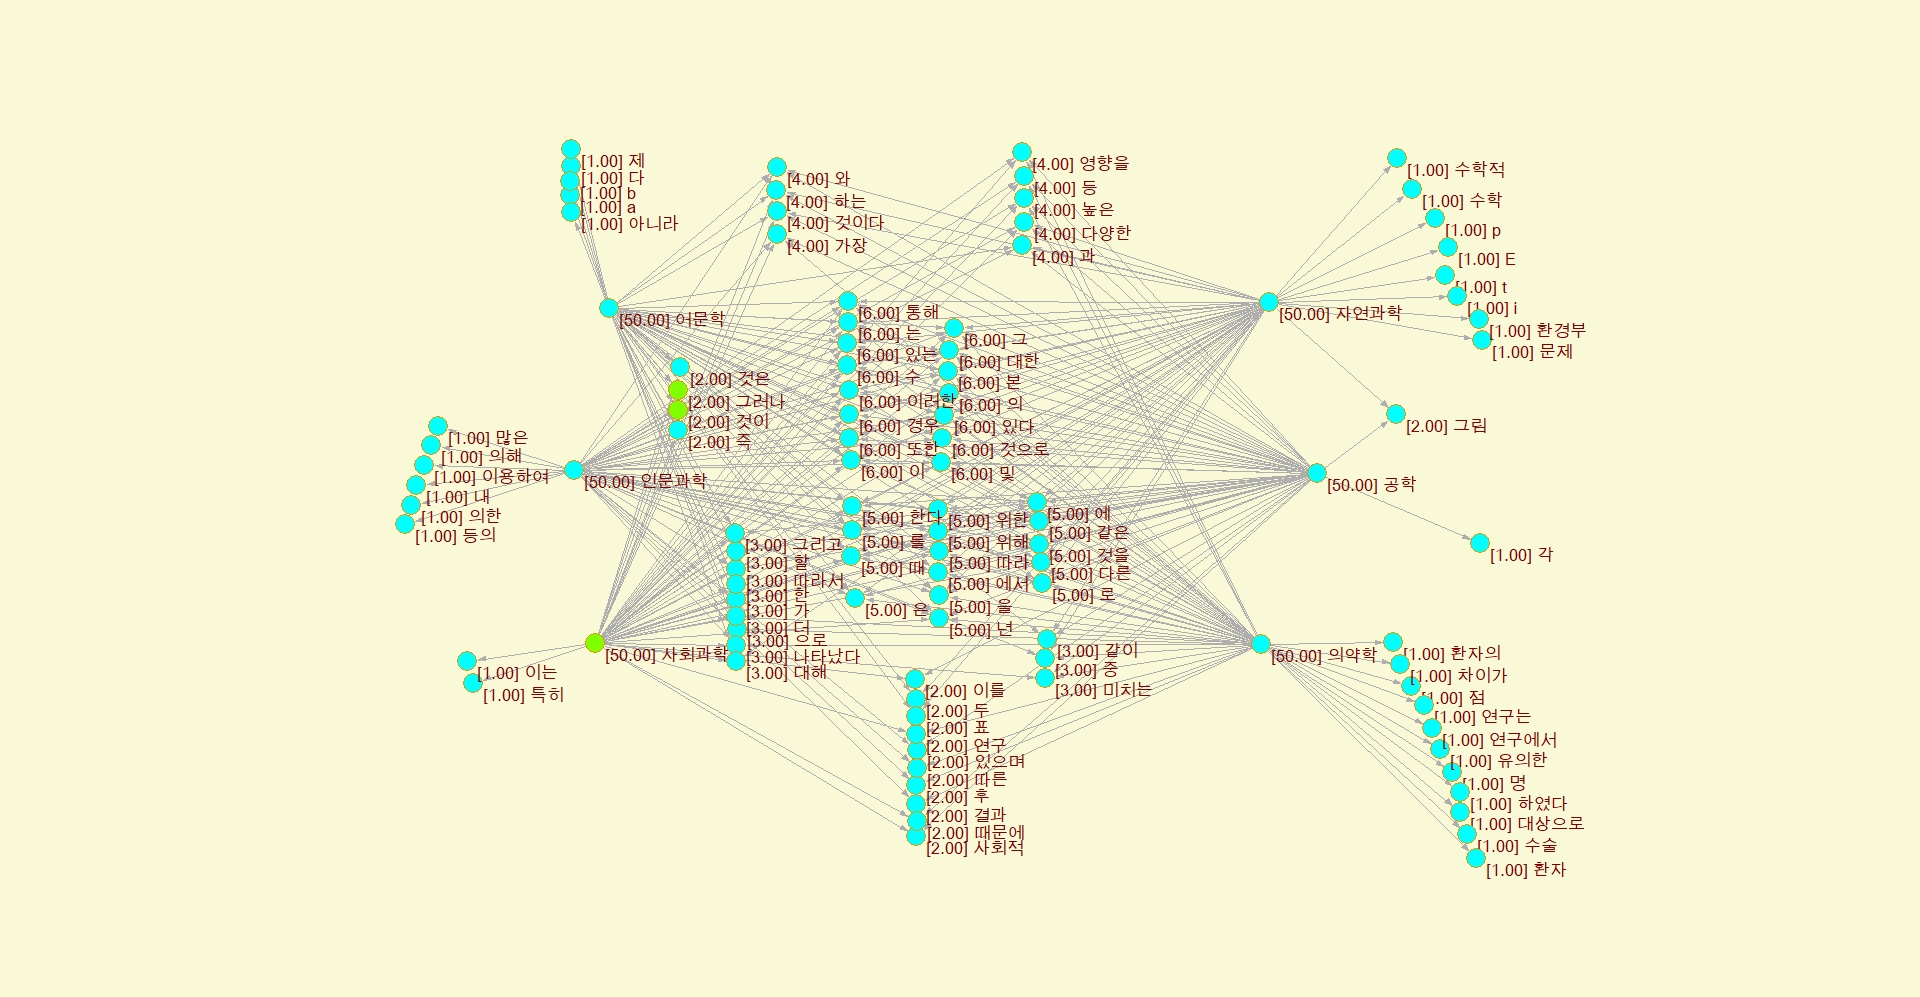 [1.00] 제
[1.00] 다
[1.00] b
[1.00] a
[1.00] 아니라
[4.00] 와
[4.00] 하는
[4.00] 것이다
[4.00] 가장
[4.00] 영향을
[4.00] 등
[4.00] 높은
[4.00] 다양한
[4.00] 과
[1.00] 수학적
[1.00] 수학
[1.00] p
[1.00] E
[1.00] t
[1.00] i
[1.00] 환경부
[1.00] 문제
[50.00] 어문학
[50.00] 자연과학
[6.00] 통해
[6.00] 는
[6.00] 있는
[6.00] 수
[6.00] 이러한
[6.00] 경우
[6.00] 또한
[6.00] 이
[6.00] 그
[6.00] 대한
[6.00] 본
[6.00] 의
[6.00] 있다
[6.00] 것으로
[6.00] 및
[2.00] 것은
[2.00] 그러나
[2.00] 것이
[2.00] 즉
[2.00] 그림
[1.00] 많은
[1.00] 의해
[1.00] 이용하여
[1.00] 내
[1.00] 의한
[1.00] 등의
[50.00] 인문과학
[50.00] 공학
[1.00] 각
[5.00] 한다
[5.00] 를
[5.00] 때
[5.00] 은
[5.00] 위한
[5.00] 위해
[5.00] 따라
[5.00] 에서
[5.00] 을
[5.00] 년
[5.00] 에
[5.00] 같은
[5.00] 것을
[5.00] 다른
[5.00] 로
[3.00] 그리고
[3.00] 할
[3.00] 따라서
[3.00] 한
[3.00] 가
[3.00] 더
[3.00] 으로
[3.00] 나타났다
[3.00] 대해
[50.00] 사회과학
[1.00] 이는
[1.00] 특히
[3.00] 같이
[3.00] 중
[3.00] 미치는
[50.00] 의약학
[2.00] 이를
[2.00] 두
[2.00] 표
[2.00] 연구
[2.00] 있으며
[2.00] 따른
[2.00] 후
[2.00] 결과
[2.00] 때문에
[2.00] 사회적
[1.00] 환자의
[1.00] 차이가
[1.00] 점
[1.00] 연구는
[1.00] 연구에서
[1.00] 유의한
[1.00] 명
[1.00] 하였다
[1.00] 대상으로
[1.00] 수술
[1.00] 환자